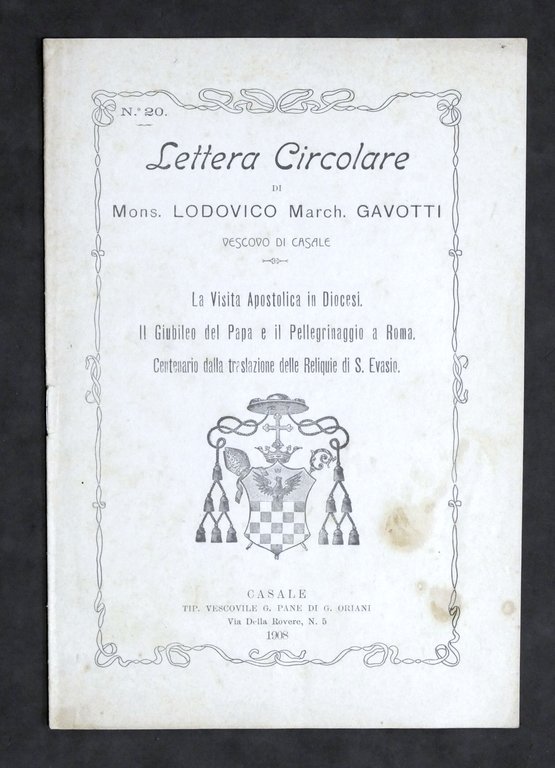 N.º 20.
Lettera Circolare
DI
Mons. LODOVICO March. GAVOTTI
VESCOVO DI CASALE
La Visita Apostolica in Diocesi.
Il Giubileo del Papa e il Pellegrinaggio a Roma.
Centenario dalla traslazione delle Reliquie di S. Evasio.
CASALE
TIP. VESCOVILE G. PANE DI G. ORIANI
Via Della Rovere, N. 5
1908